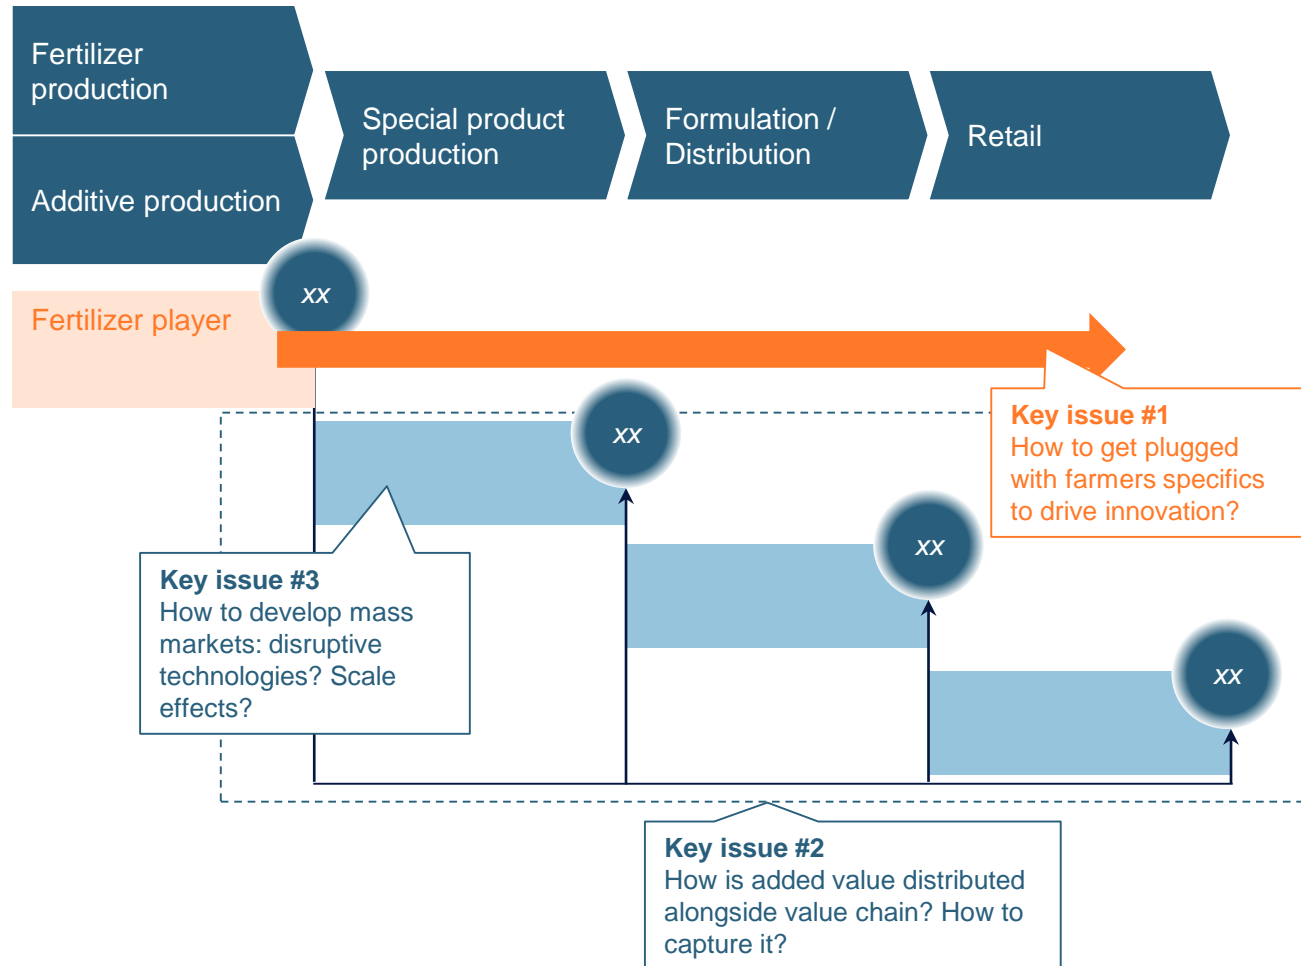 Fertilizer
production
Special product
production
Formulation /
Distribution
Retail
Additive production
xx
Fertilizer player
Key issue #1
How to get plugged
with farmers specifics
to drive innovation?
xx
xx
Key issue #3
How to develop mass
markets: disruptive
technologies? Scale
effects?
xx
Key issue #2
How is added value distributed
alongside value chain? How to
capture it?